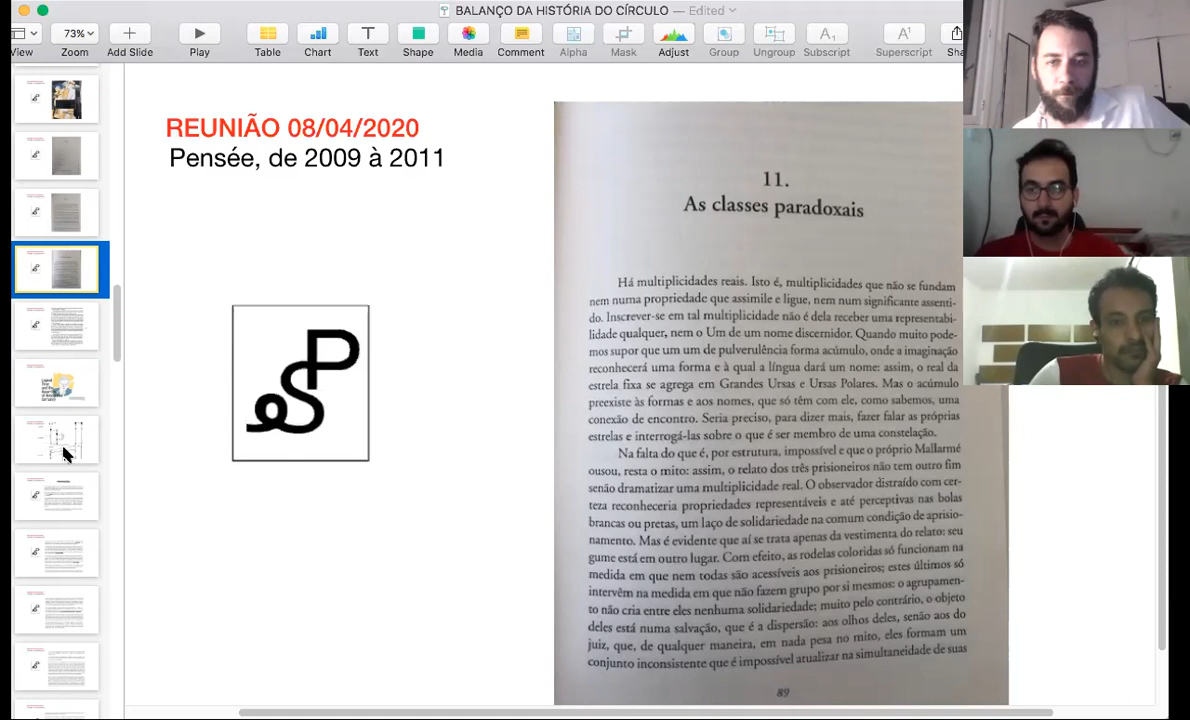 BALANÇO DA HISTÓRIA DO CÍRCULO — Edited
73%
View
Zoom
Add Slide
Play
Table
Chart
Text
Shape
Media
Comment
Alpha
Mask
Adjust
Group
Ungroup
Subscript
Superscript
Sha
REUNIÃO 08/04/2020
Pensée, de 2009 à 2011
11.
As classes paradoxais
Há multiplicidades reais. Isto é, multiplicidades que não se fundam
nem numa propriedade que assimile e ligue, nem num significante assenti-
do. Inscrever-se em tal multiplicidade não é dela receber uma representabi-
lidade qualquer, nem o Um de um nome discernidor. Quando muito pode-
mos supor que um um de pulverulência forma acúmulo, onde a imaginação
reconhecerá uma forma e à qual a língua dará um nome: assim, o real da
estrela fixa se agrega em Grandes Ursas e Ursas Polares. Mas o acúmulo
preexiste às formas e aos nomes, que só têm com ele, como sabemos, uma
conexão de encontro. Seria preciso, para dizer mais, fazer falar as próprias
estrelas e interrogá-las sobre o que é ser membro de uma constelação.
Na falta do que é, por estrutura, impossível e que o próprio Mallarmé
ousou, resta o mito: assim, o relato dos três prisioneiros não tem outro fim
senão dramatizar uma multiplicidade real. O observador distraído com cer-
teza reconheceria propriedades representáveis e até perceptivas nas bolas
brancas ou pretas, um laço de solidariedade na comum condição de aprisio-
namento. Mas é evidente que aí se trata apenas da vestimenta do relato: seu
gume está em outro lugar. Com efeito, as rodelas coloridas só funcionam na
medida em que nem todas são acessíveis aos prisioneiros; estes últimos só
intervêm na medida em que não fazem grupo por si mesmos: o agrupamen-
to não cria entre eles nenhuma solidariedade; muito pelo contrário, o objeto
deles está numa salvação, que é a dispersão: aos olhos deles, senão aos do
juiz, que, de qualquer maneira, em nada pesa no mito, eles formam um
conjunto inconsistente que é impossível atualizar na simultaneidade de suas
89